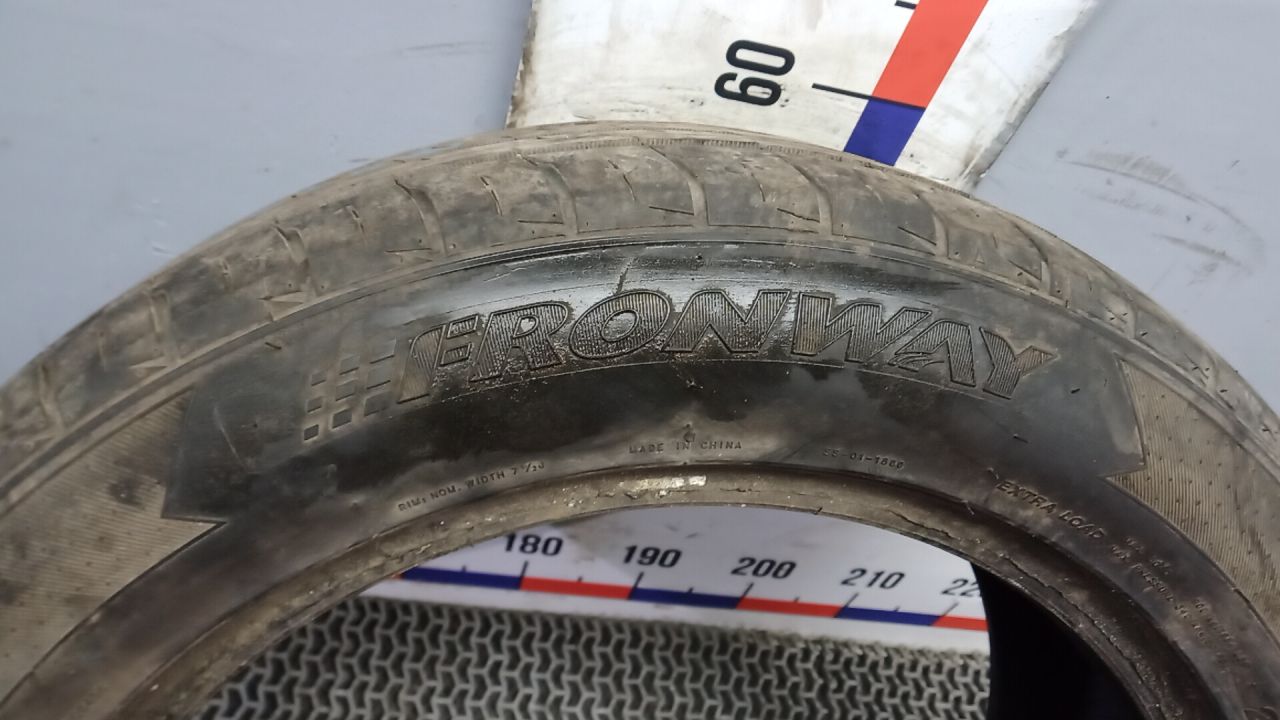 60
FRONWAY
MADE IN CHINA
RIM: NOM. WIDTH 7 1/2J
EXTRA LOAD
180 190 200 210